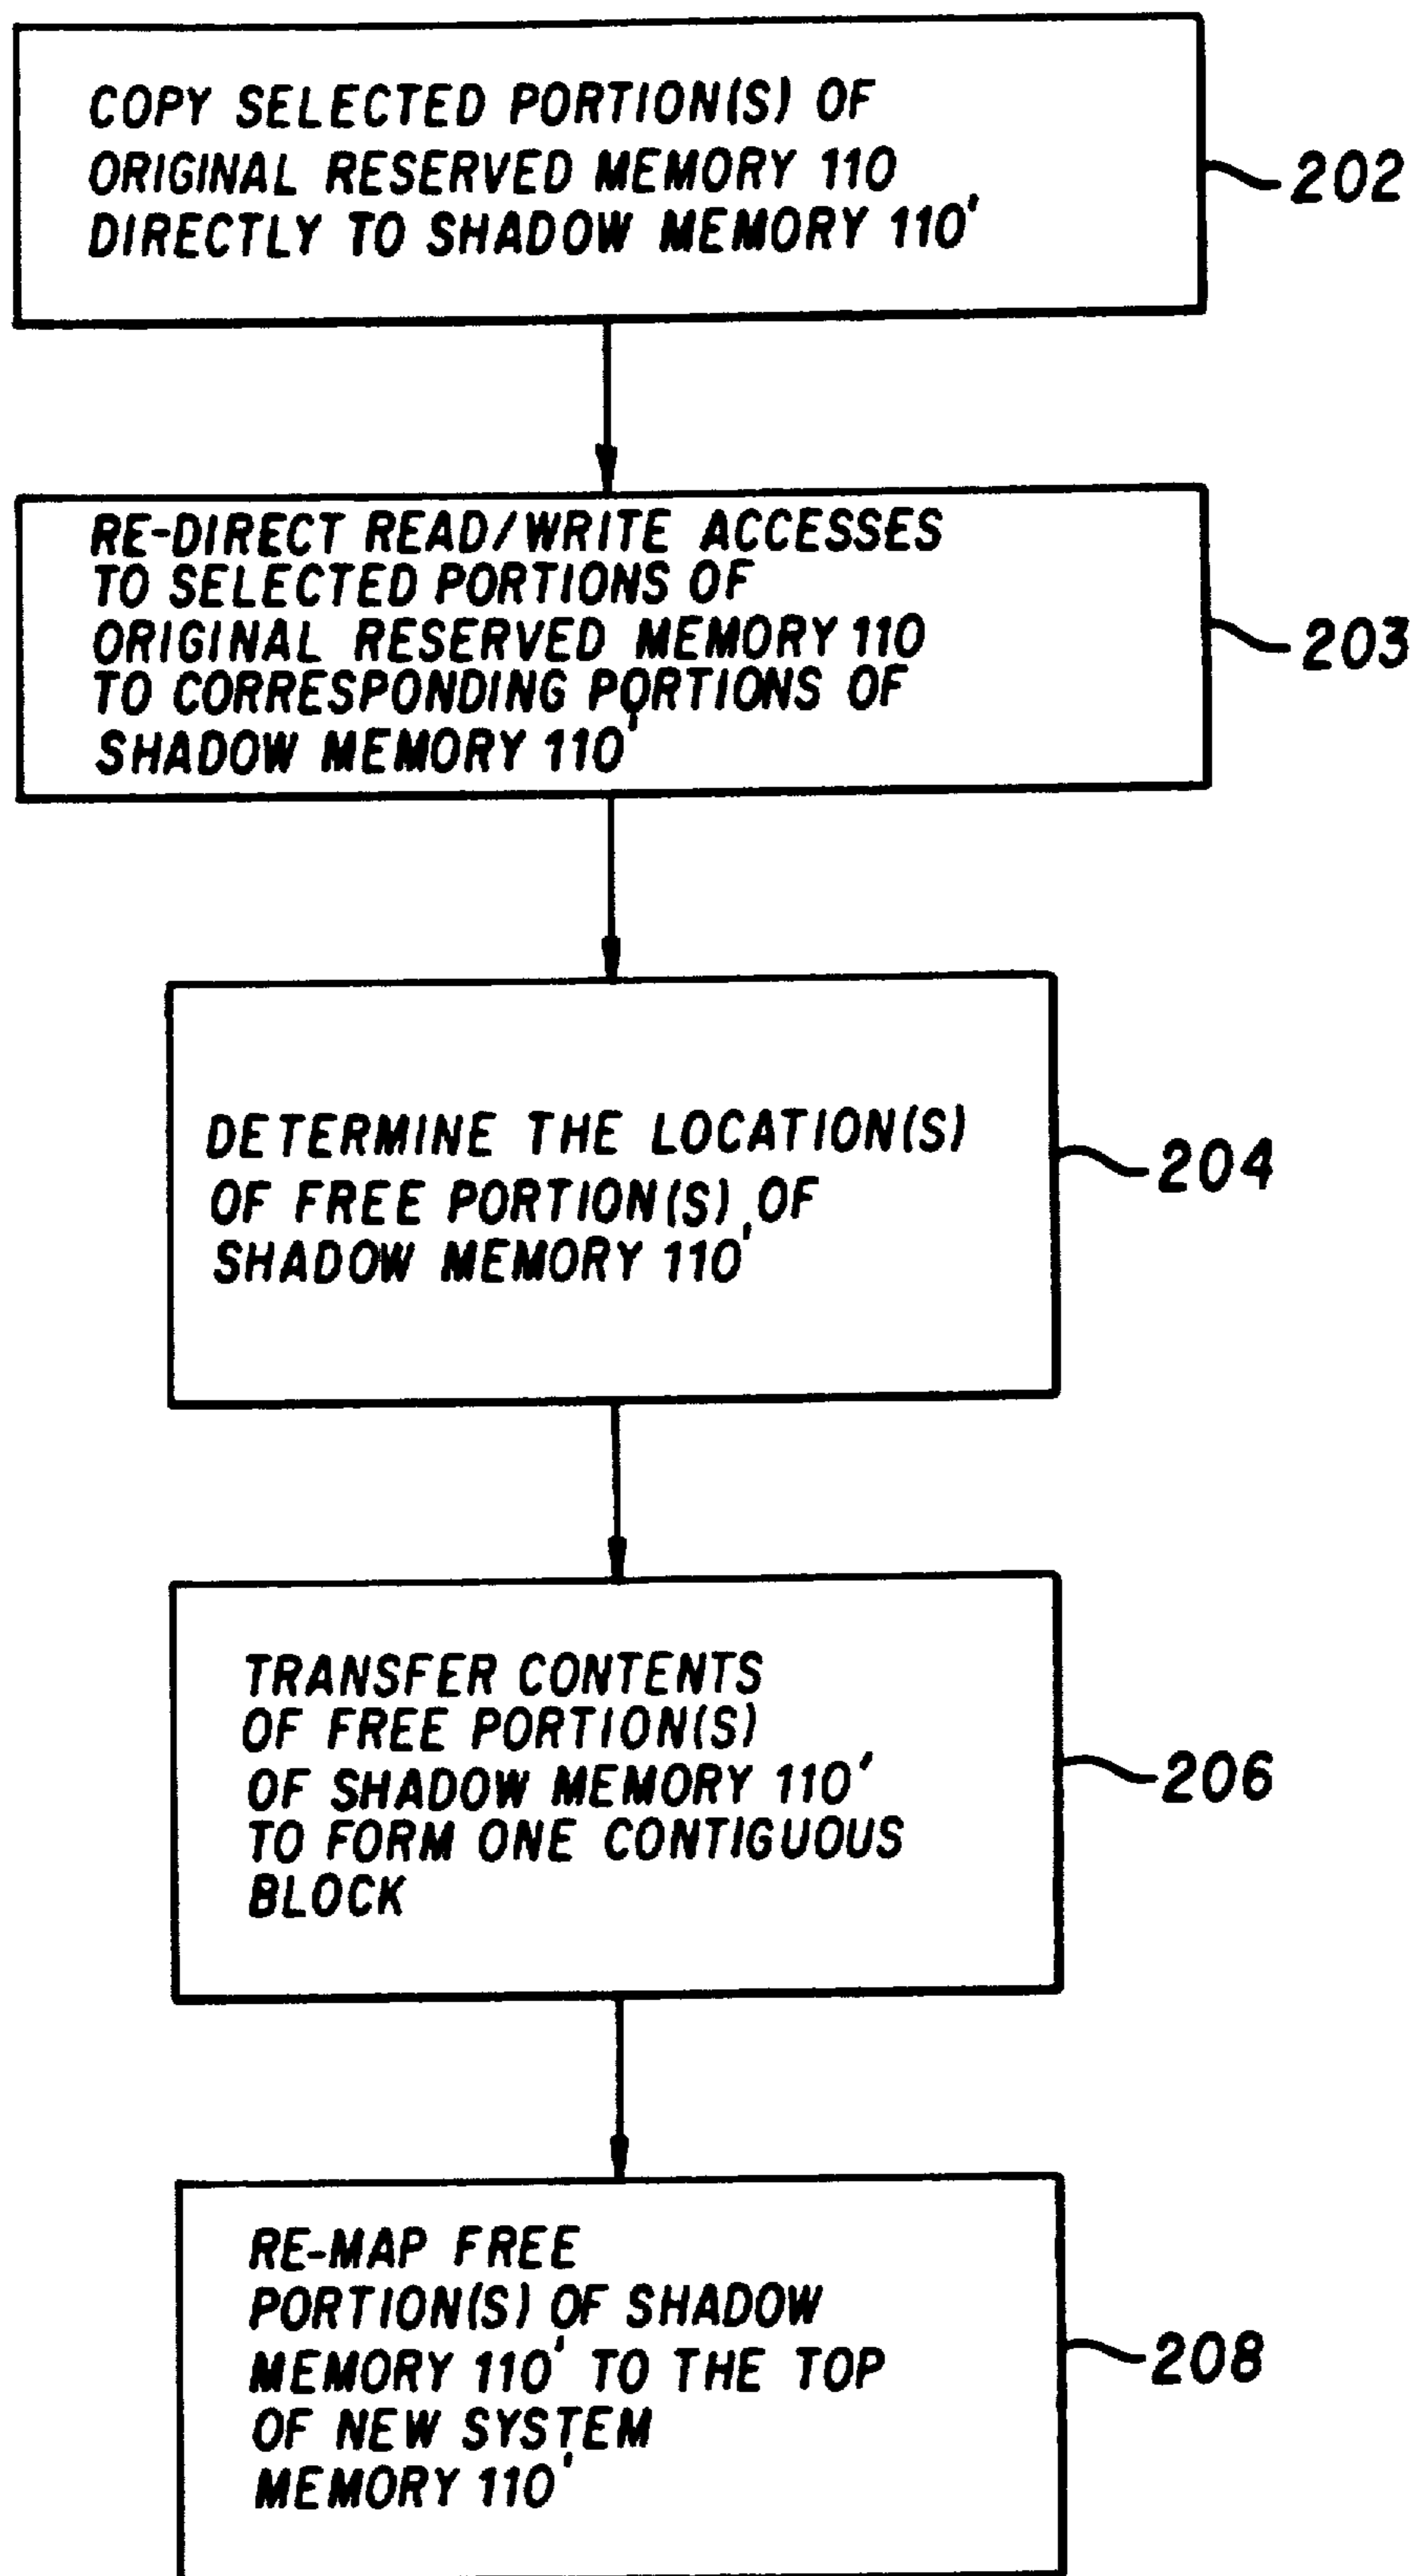 COPY SELECTED PORTION(S) OF
ORIGINAL RESERVED MEMORY 110
DIRECTLY TO SHADOW MEMORY 110'
202
RE-DIRECT READ/WRITE ACCESSES
TO SELECTED PORTIONS OF
ORIGINAL RESERVED MEMORY 110
TO CORRESPONDING PORTIONS OF
SHADOW MEMORY 110'
203
DETERMINE THE LOCATION(S)
OF FREE PORTION(S) OF
SHADOW MEMORY 110'
204
TRANSFER CONTENTS
OF FREE PORTION(S)
OF SHADOW MEMORY 110'
TO FORM ONE CONTIGUOUS
BLOCK
206
RE-MAP FREE
PORTION(S) OF SHADOW
MEMORY 110' TO THE TOP
OF NEW SYSTEM
MEMORY 110'
208